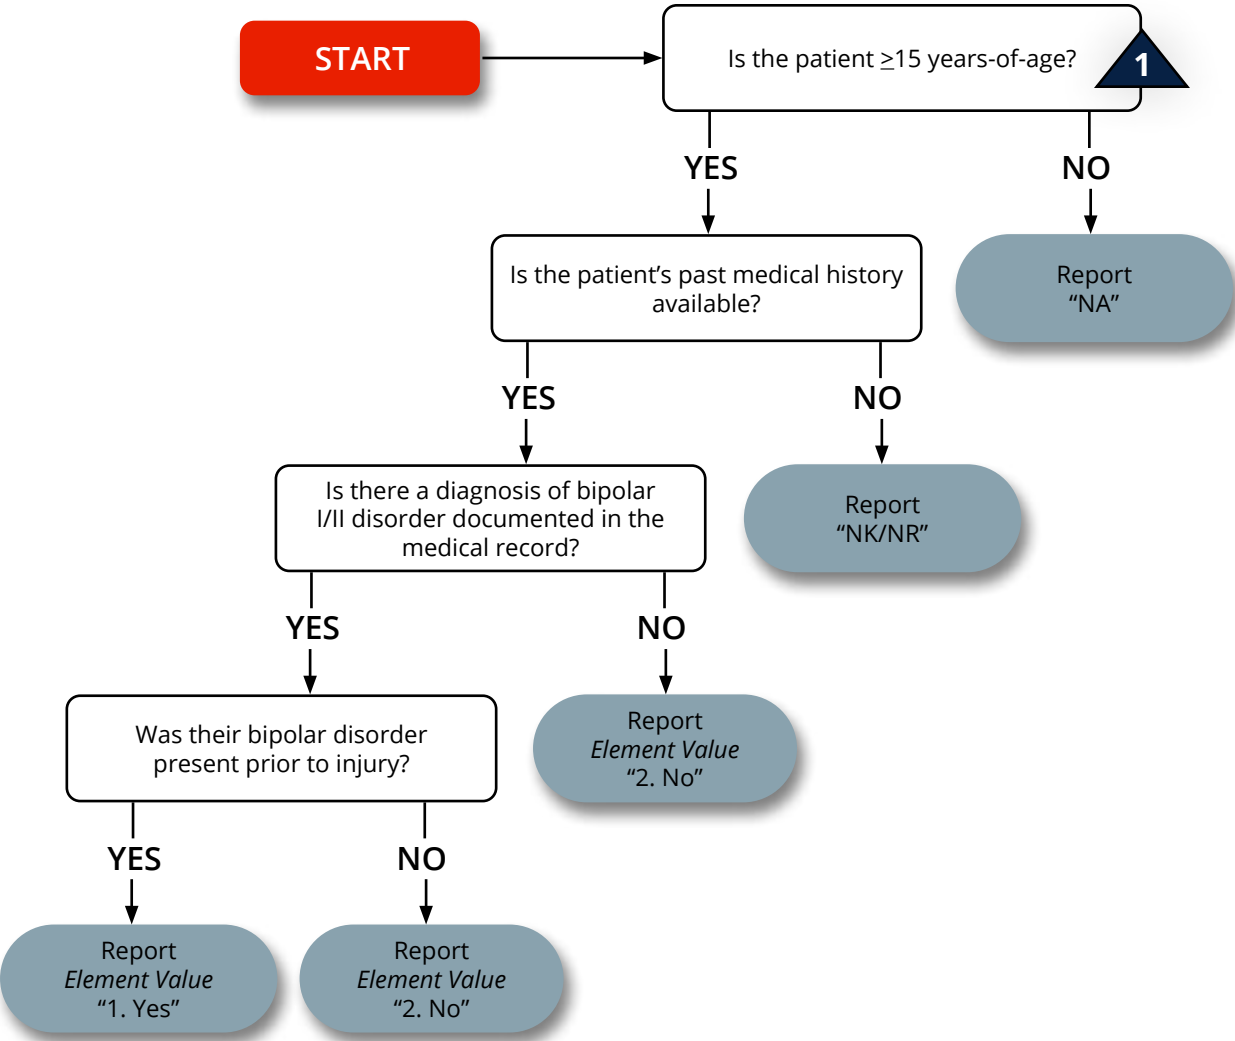 START
Is the patient ≥15 years-of-age?
1
YES
NO
Is the patient’s past medical history
available?
Report
“NA”
YES
NO
Is there a diagnosis of bipolar
I/II disorder documented in the
medical record?
Report
“NK/NR”
YES
NO
Was their bipolar disorder
present prior to injury?
Report
Element Value
“2. No”
YES
NO
Report
Element Value
“1. Yes”
Report
Element Value
“2. No”